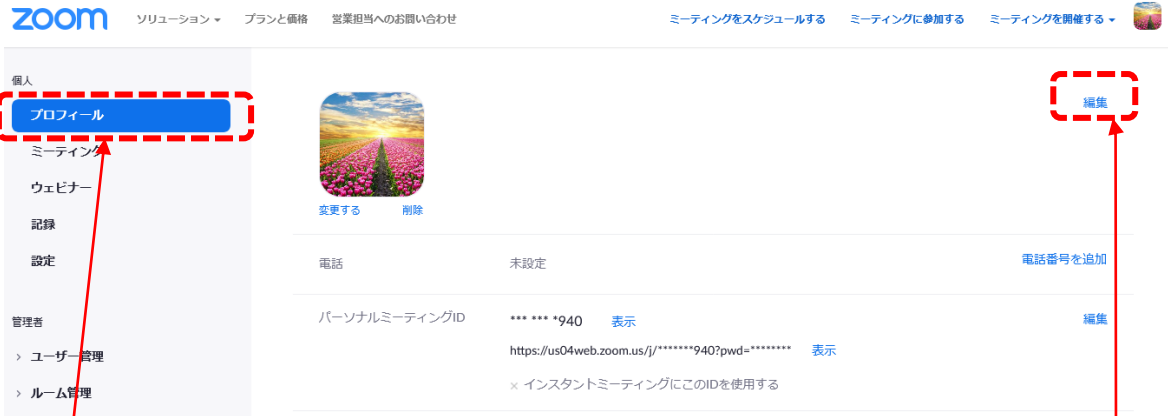 zoom ソリューション プランと価格 営業担当へのお問い合わせ ミーティングをスケジュールする ミーティングに参加する ミーティングを開催する
個人
プロフィール
編集
ミーティング
ウェビナー
変更する 削除
記録
設定
電話 未設定 電話番号を追加
管理者
パーソナルミーティングID *** *** *940 表示 編集
https://us04web.zoom.us/j/*******940?pwd=******** 表示
ユーザー管理
× インスタントミーティングにこのIDを使用する
ルーム管理